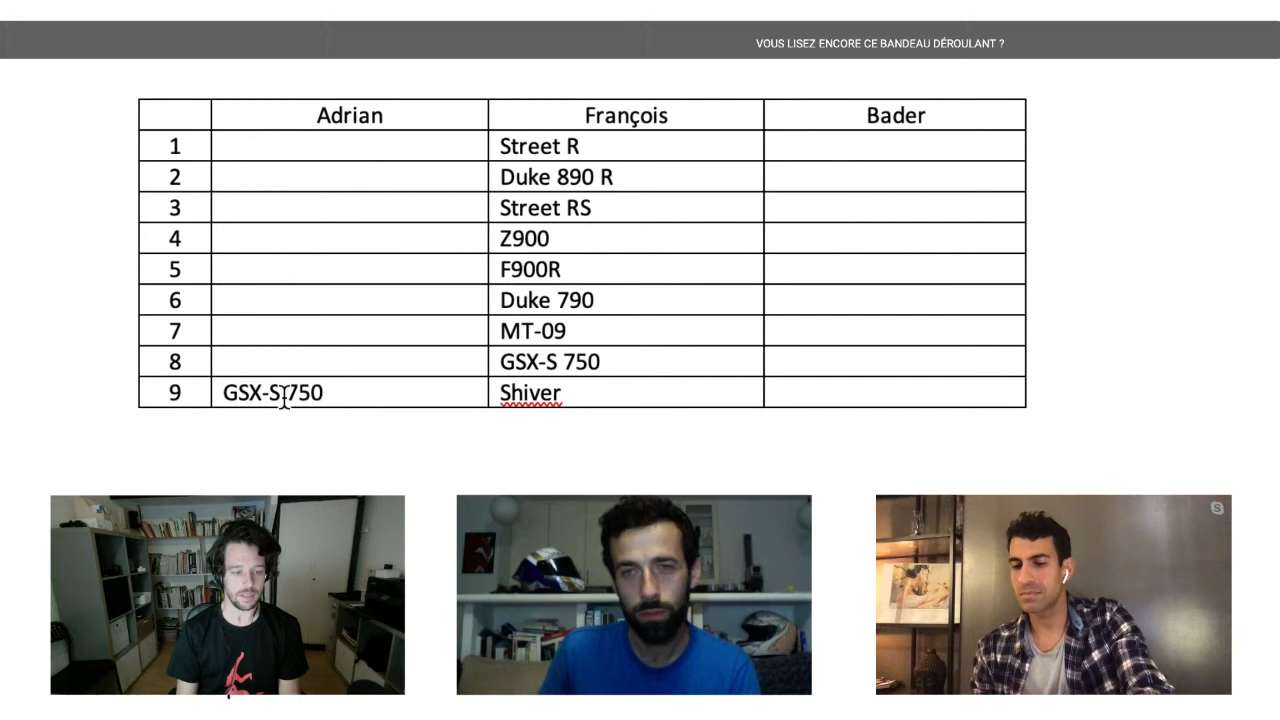 VOUS LISEZ ENCORE CE BANDEAU DÉROULANT ?
Adrian François Bader
1 Street R
2 Duke 890 R
3 Street RS
4 Z900
5 F900R
6 Duke 790
7 MT-09
8 GSX-S 750
9 GSX-S 750 Shiver